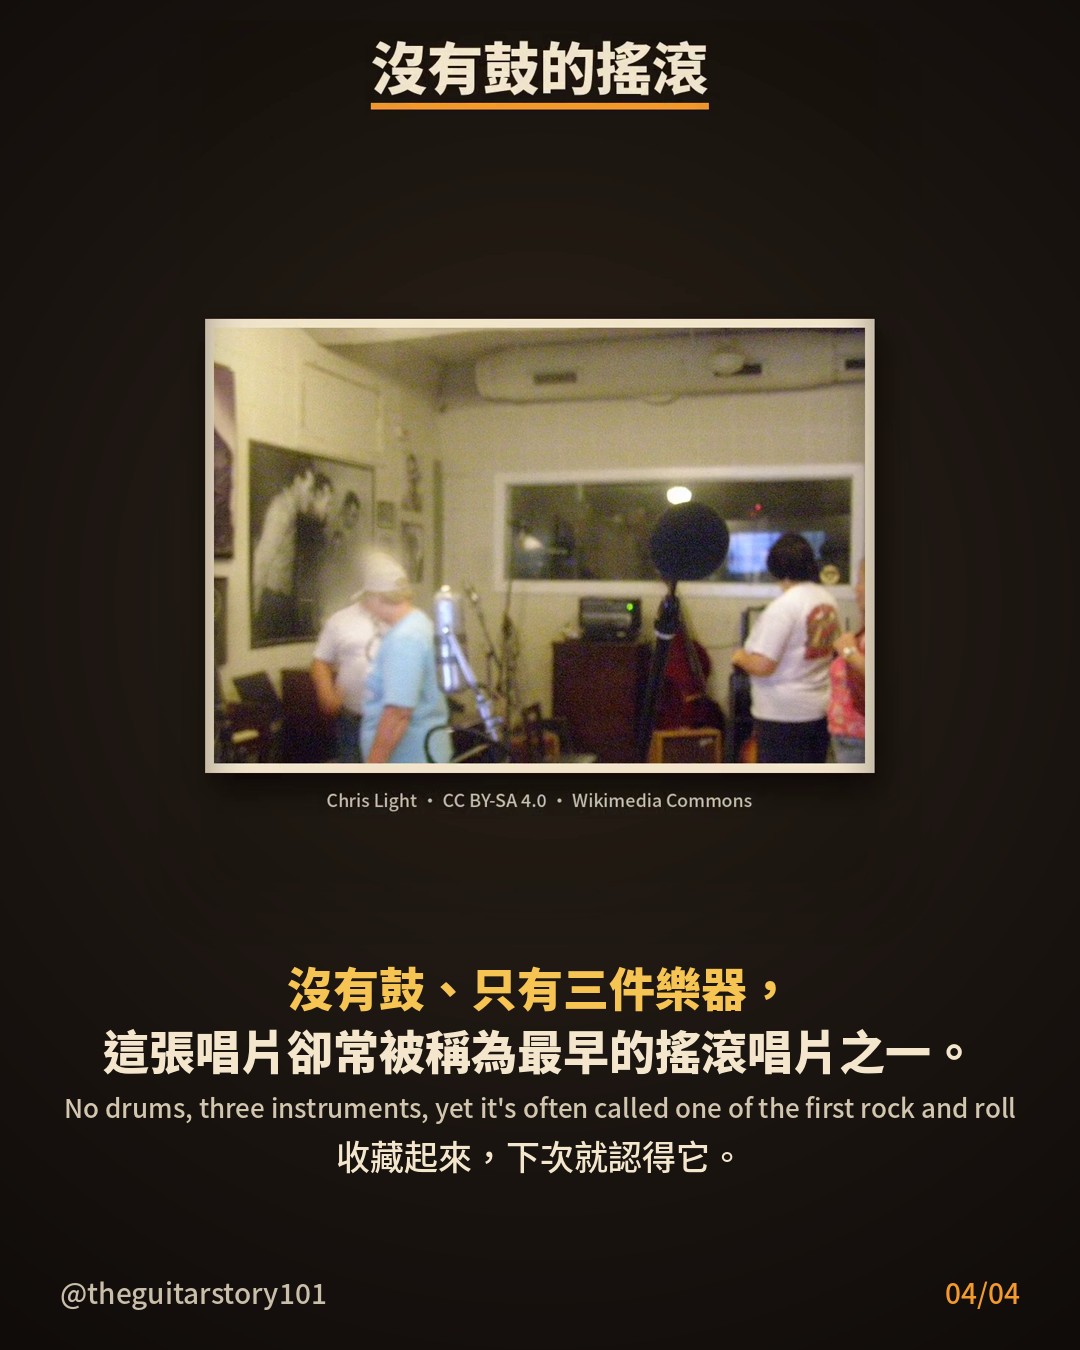 沒有鼓的搖滾
Chris Light • CC BY-SA 4.0 • Wikimedia Commons
沒有鼓、只有三件樂器，
這張唱片卻常被稱為最早的搖滾唱片之一。
No drums, three instruments, yet it's often called one of the first rock and roll
收藏起來，下次就認得它。
@theguitarstory101
04/04